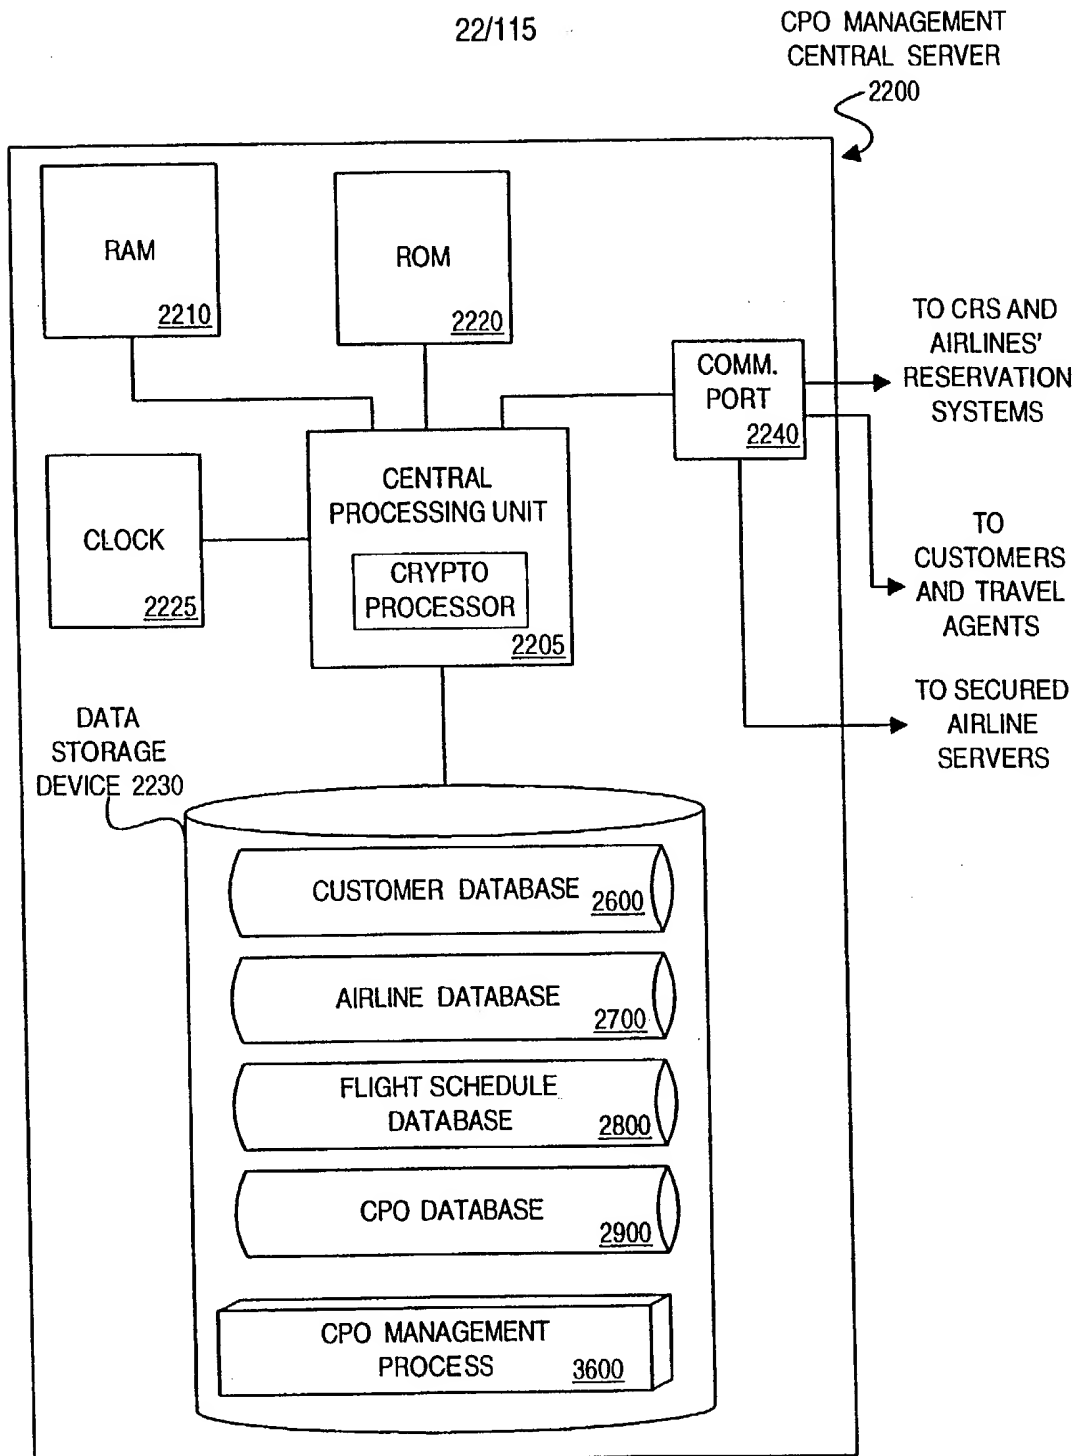 22/115
CPO MANAGEMENT
CENTRAL SERVER
2200
RAM
2210
ROM
2220
COMM.
PORT
2240
TO CRS AND
AIRLINES'
RESERVATION
SYSTEMS
CLOCK
2225
CENTRAL
PROCESSING UNIT
CRYPTO
PROCESSOR
2205
TO
CUSTOMERS
AND TRAVEL
AGENTS
TO SECURED
AIRLINE
SERVERS
DATA
STORAGE
DEVICE 2230
CUSTOMER DATABASE
2600
AIRLINE DATABASE
2700
FLIGHT SCHEDULE
DATABASE
2800
CPO DATABASE
2900
CPO MANAGEMENT
PROCESS
3600